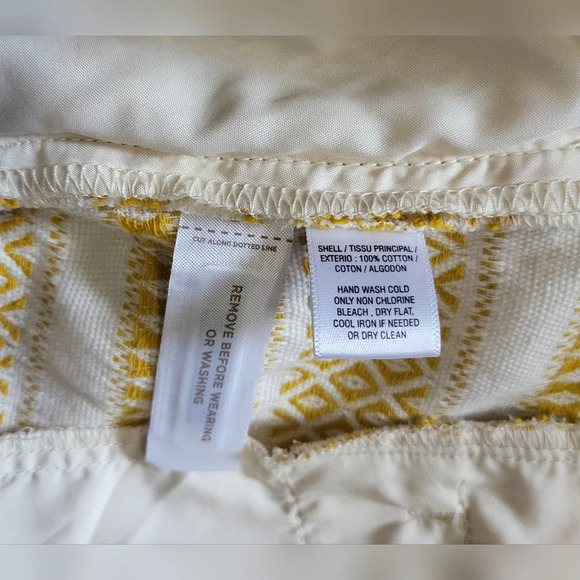 CUT ALONG DOTTED LINE
REMOVE BEFORE WEARING
OR WASHING
SHELL / TISSU PRINCIPAL /
EXTERIO : 100% COTTON /
COTON / ALGODÓN
HAND WASH COLD
ONLY NON CHLORINE
BLEACH , DRY FLAT,
COOL IRON IF NEEDED
OR DRY CLEAN